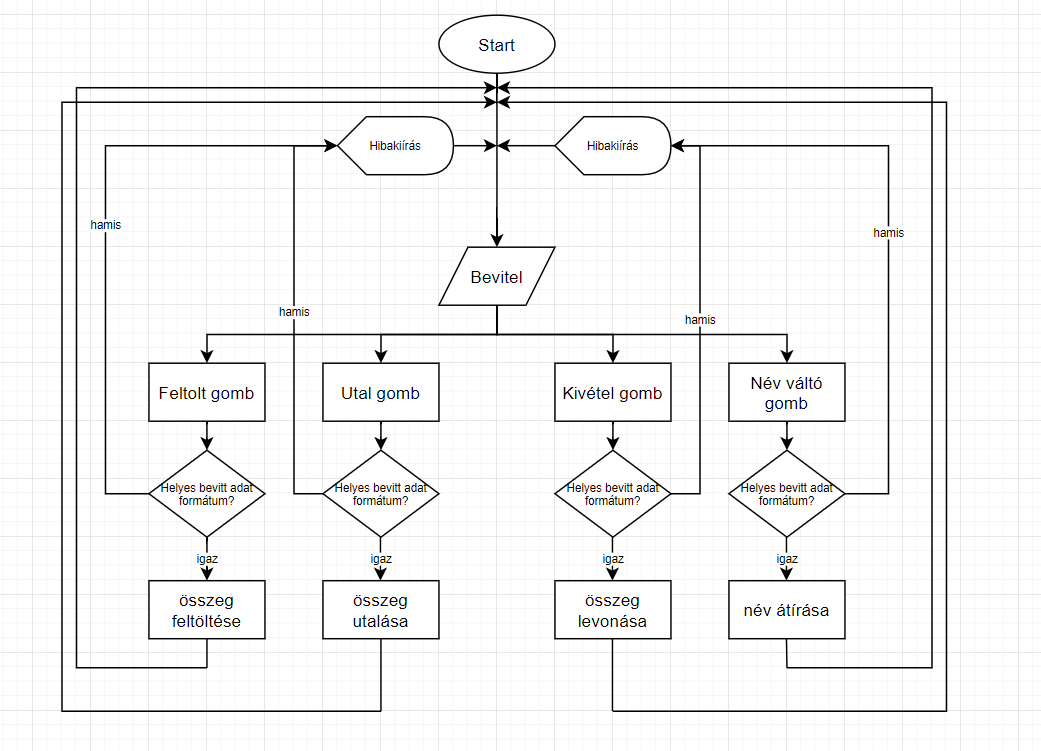 Start
Hibakiírás
Hibakiírás
hamis
hamis
Bevitel
hamis
hamis
Feltolt gomb
Utal gomb
Kivétel gomb
Név váltó
gomb
Helyes bevitt adat
formátum?
Helyes bevitt adat
formátum?
Helyes bevitt adat
formátum?
Helyes bevitt adat
formátum?
igaz
igaz
igaz
igaz
összeg
feltöltése
összeg
utalása
összeg
levonása
név átírása